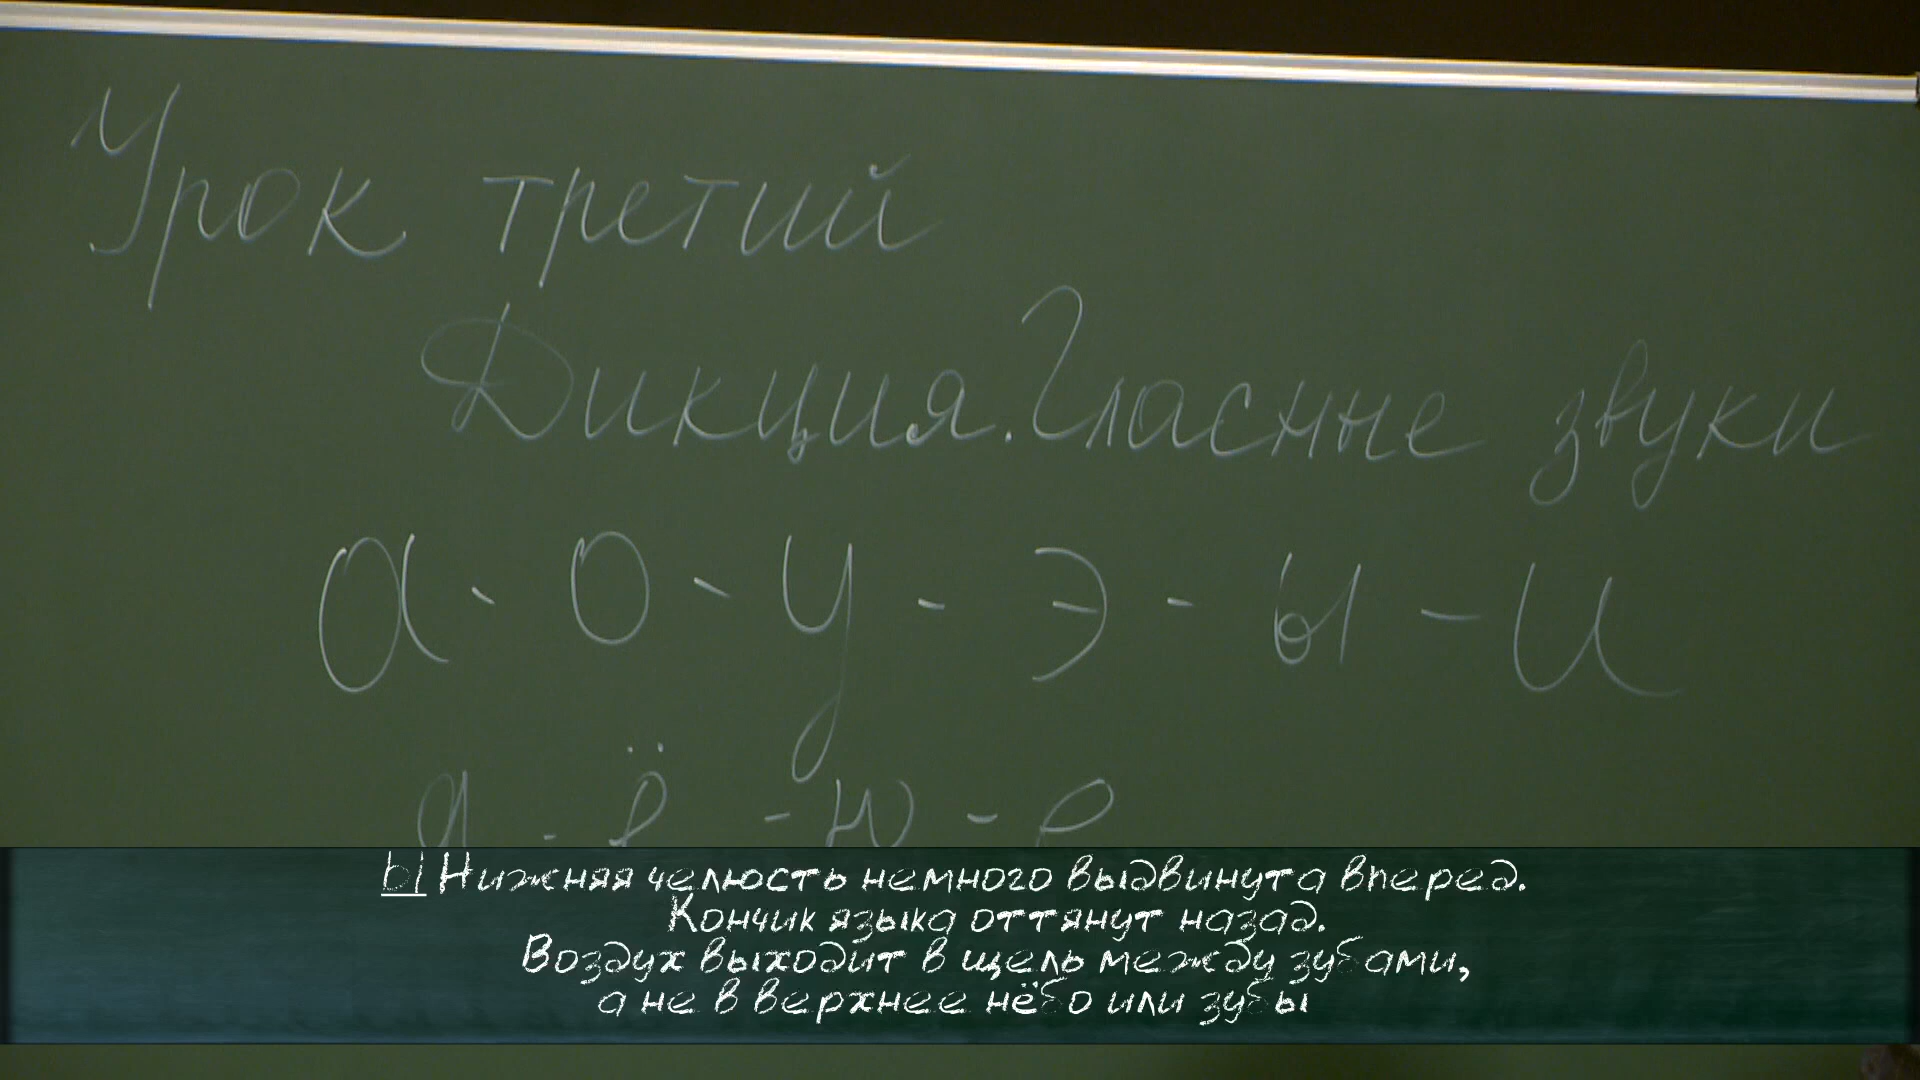 Урок третий
Дикция. Гласные звуки
А - О - У - Э - Ы - И
Я - Ё - Ю - Е
Ы Нижняя челюсть немного выдвинута вперед.
Кончик языка оттянут назад.
Воздух выходит в щель между зубами,
а не в верхнее нёбо или зубы